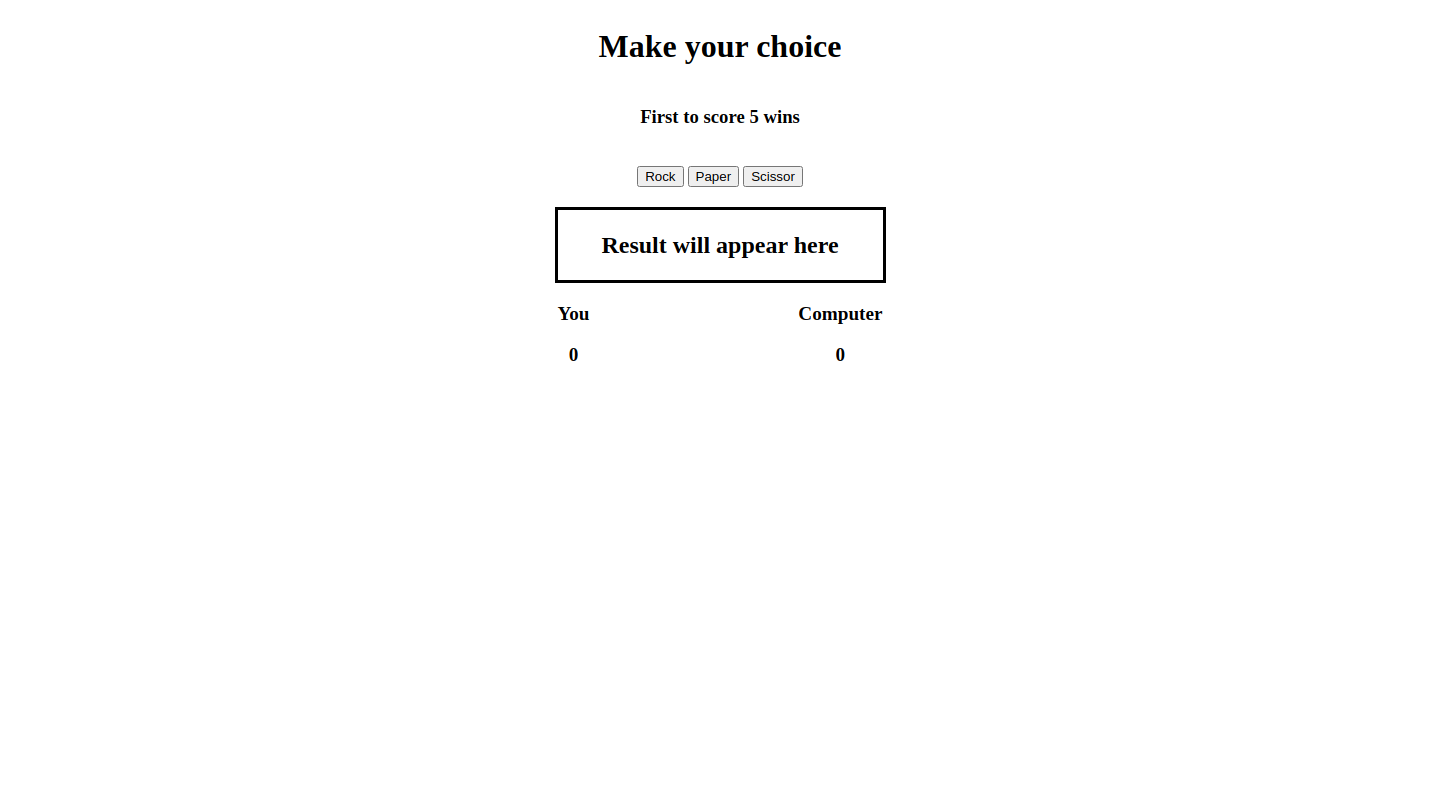 Make your choice
First to score 5 wins
Rock Paper Scissor
Result will appear here
You Computer
0 0